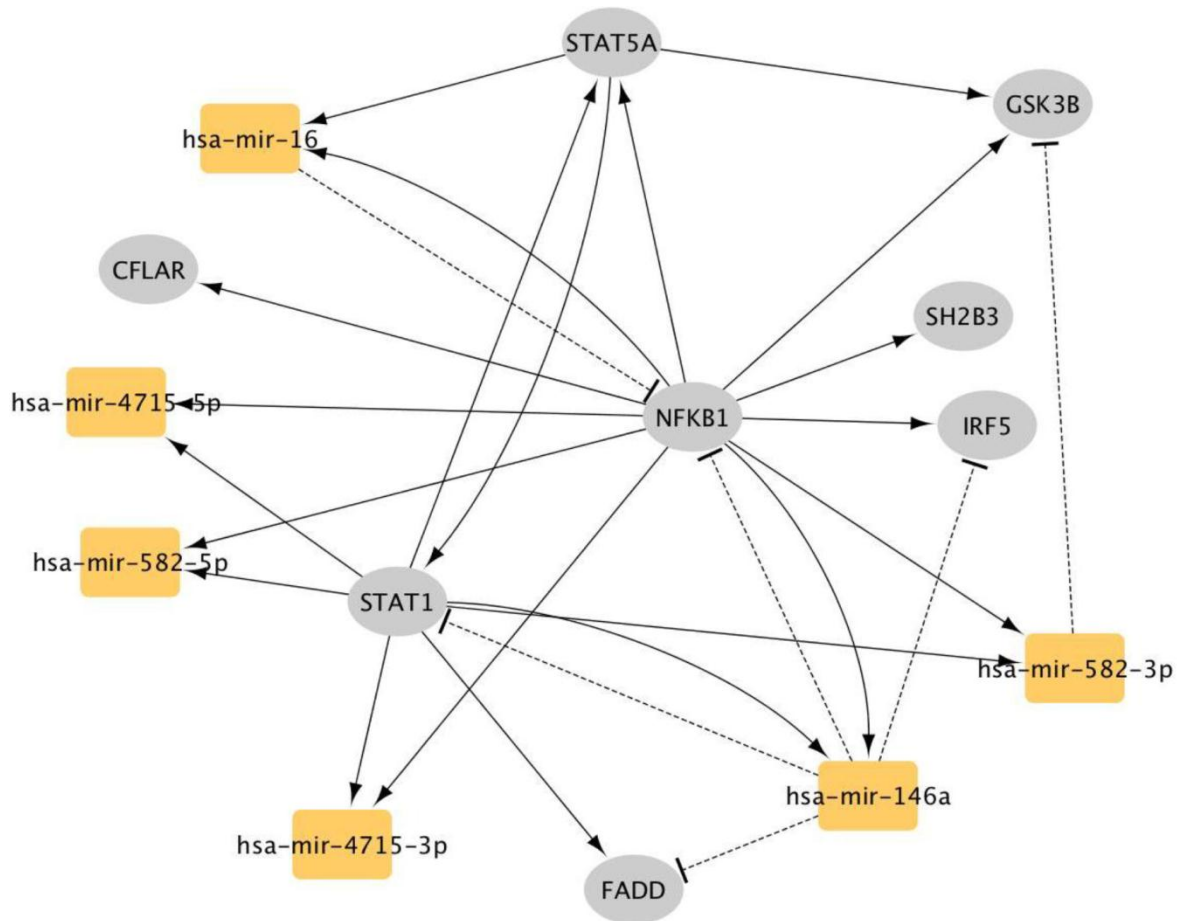 STAT5A
GSK3B
hsa-mir-16
CFLAR
SH2B3
hsa-mir-4715-5p
NFKB1
IRF5
hsa-mir-582-5p
STAT1
hsa-mir-582-3p
hsa-mir-146a
hsa-mir-4715-3p
FADD